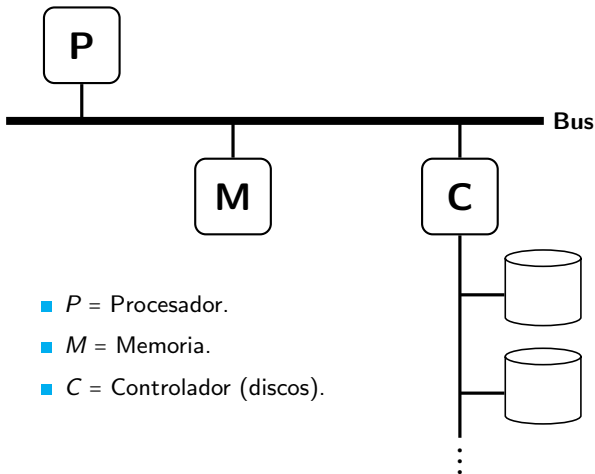 P
Bus
M
C
P = Procesador.
M = Memoria.
C = Controlador (discos).